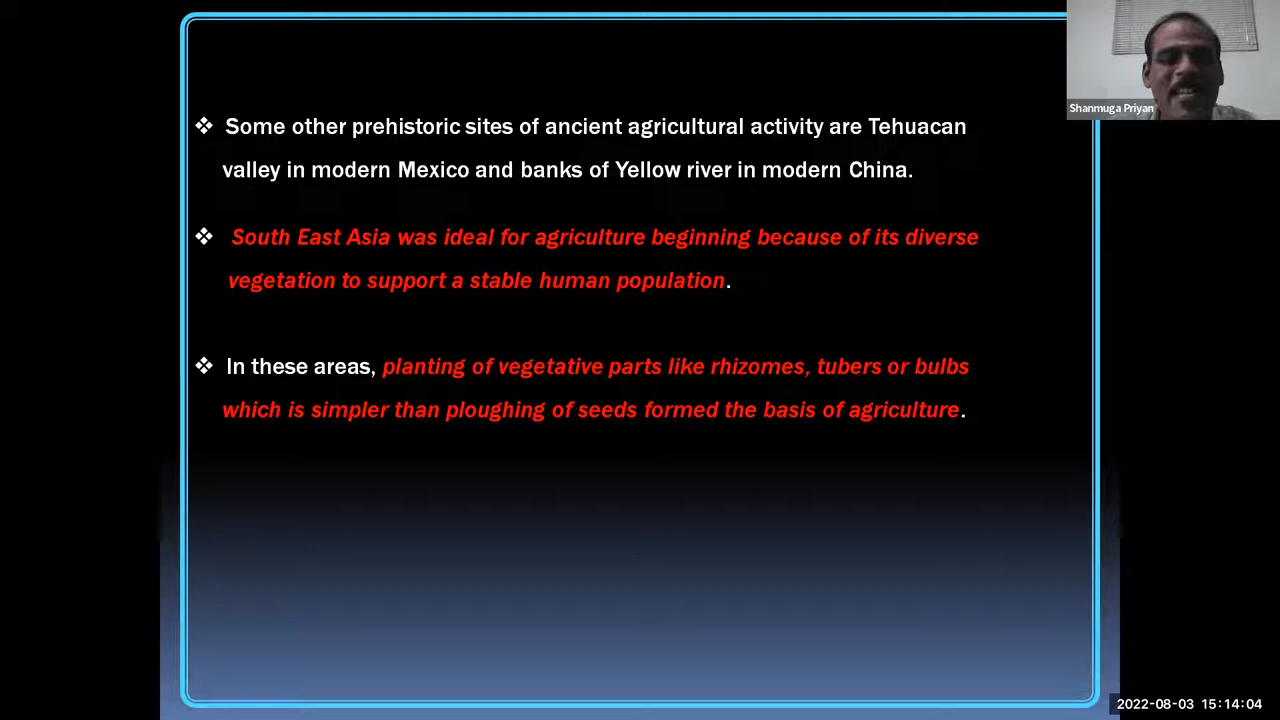 ❖ Some other prehistoric sites of ancient agricultural activity are Tehuacan
valley in modern Mexico and banks of Yellow river in modern China.
❖ South East Asia was ideal for agriculture beginning because of its diverse
vegetation to support a stable human population.
❖ In these areas, planting of vegetative parts like rhizomes, tubers or bulbs
which is simpler than ploughing of seeds formed the basis of agriculture.
Shanmuga Priyan
2022-08-03 15:14:04